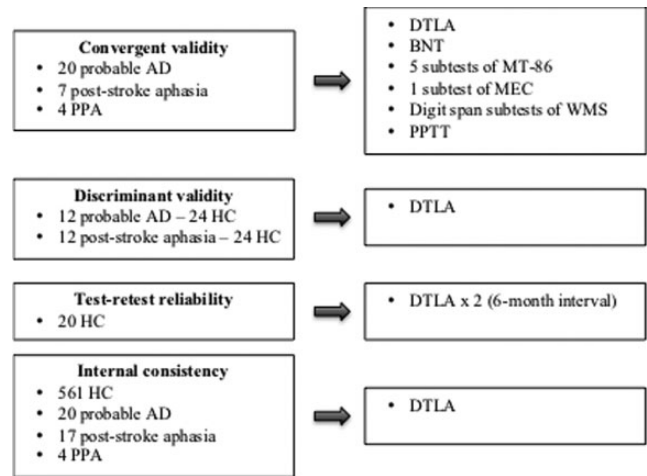 Convergent validity
• 20 probable AD
• 7 post-stroke aphasia
• 4 PPA
• DTLA
• BNT
• 5 subtests of MT-86
• 1 subtest of MEC
• Digit span subtests of WMS
• PPTT
Discriminant validity
• 12 probable AD – 24 HC
• 12 post-stroke aphasia – 24 HC
• DTLA
Test-retest reliability
• 20 HC
• DTLA x 2 (6-month interval)
Internal consistency
• 561 HC
• 20 probable AD
• 17 post-stroke aphasia
• 4 PPA
• DTLA